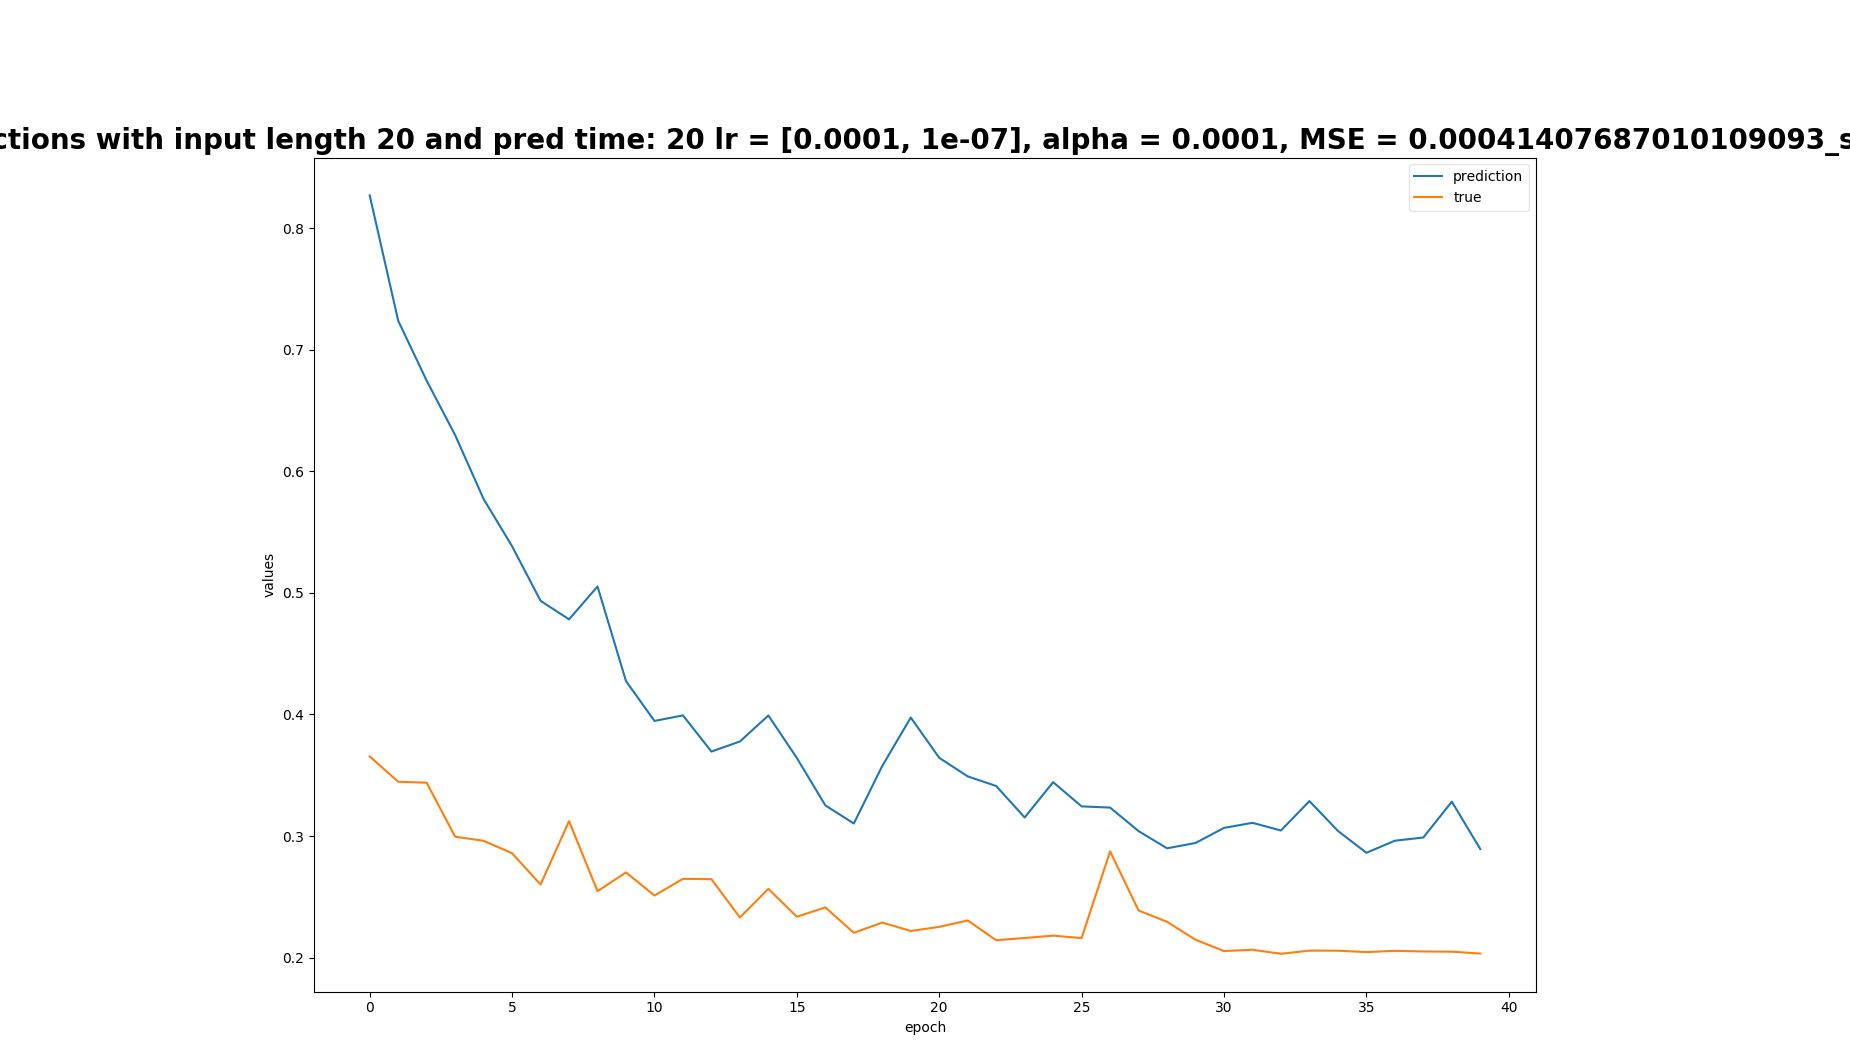 ctions with input length 20 and pred time: 20 lr = [0.0001, 1e-07], alpha = 0.0001, MSE = 0.00041407687010109093_s
prediction
true
0.8
0.7
0.6
0.5
0.4
0.3
0.2
values
0 5 10 15 20 25 30 35 40
epoch